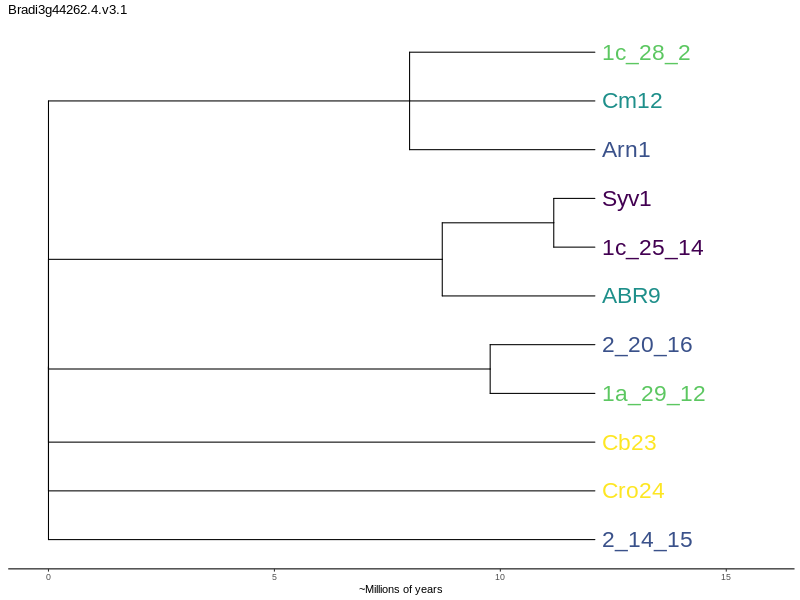 Bradi3g44262.4.v3.1
1c_28_2
Cm12
Arn1
Syv1
1c_25_14
ABR9
2_20_16
1a_29_12
Cb23
Cro24
2_14_15
0 5 10 15
~Millions of years